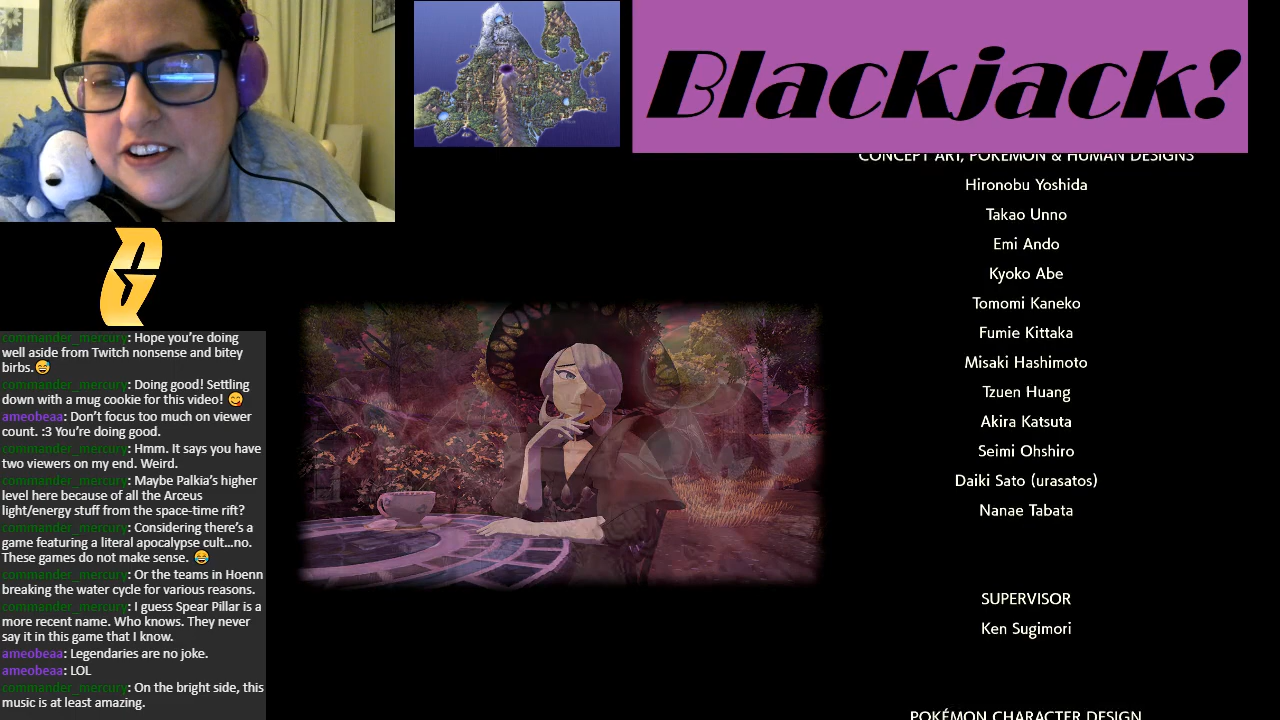 Blackjack!
CONCEPT ART, POKÉMON & HUMAN DESIGNS
Hironobu Yoshida
Takao Unno
Emi Ando
Kyoko Abe
Tomomi Kaneko
Fumie Kittaka
Misaki Hashimoto
Tzuen Huang
Akira Katsuta
Seimi Ohshiro
Daiki Sato (urasatos)
Nanae Tabata
SUPERVISOR
Ken Sugimori
POKÉMON CHARACTER DESIGN
commander_mercury: Hope you're doing
well aside from Twitch nonsense and bitey
birbs.😅
commander_mercury: Doing good! Settling
down with a mug cookie for this video! 😋
ameobeaa: Don't focus too much on viewer
count. :3 You're doing good.
commander_mercury: Hmm. It says you have
two viewers on my end. Weird.
commander_mercury: Maybe Palkia's higher
level here because of all the Arceus
light/energy stuff from the space-time rift?
commander_mercury: Considering there's a
game featuring a literal apocalypse cult...no.
These games do not make sense. 😂
commander_mercury: Or the teams in Hoenn
breaking the water cycle for various reasons.
commander_mercury: I guess Spear Pillar is a
more recent name. Who knows. They never
say it in this game that I know.
ameobeaa: Legendaries are no joke.
ameobeaa: LOL
commander_mercury: On the bright side, this
music is at least amazing.